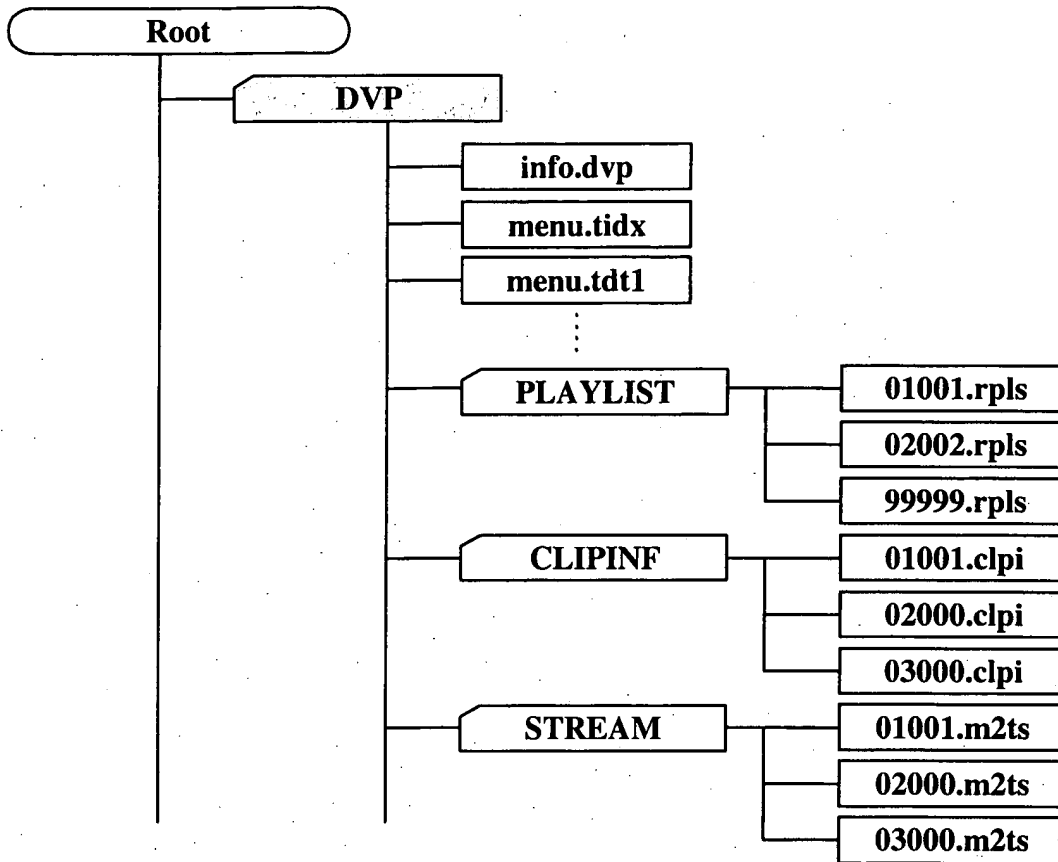 Root
DVP
info.dvp
menu.tidx
menu.tdt1
PLAYLIST
01001.rpls
02002.rpls
99999.rpls
CLIPINF
01001.clpi
02000.clpi
03000.clpi
STREAM
01001.m2ts
02000.m2ts
03000.m2ts